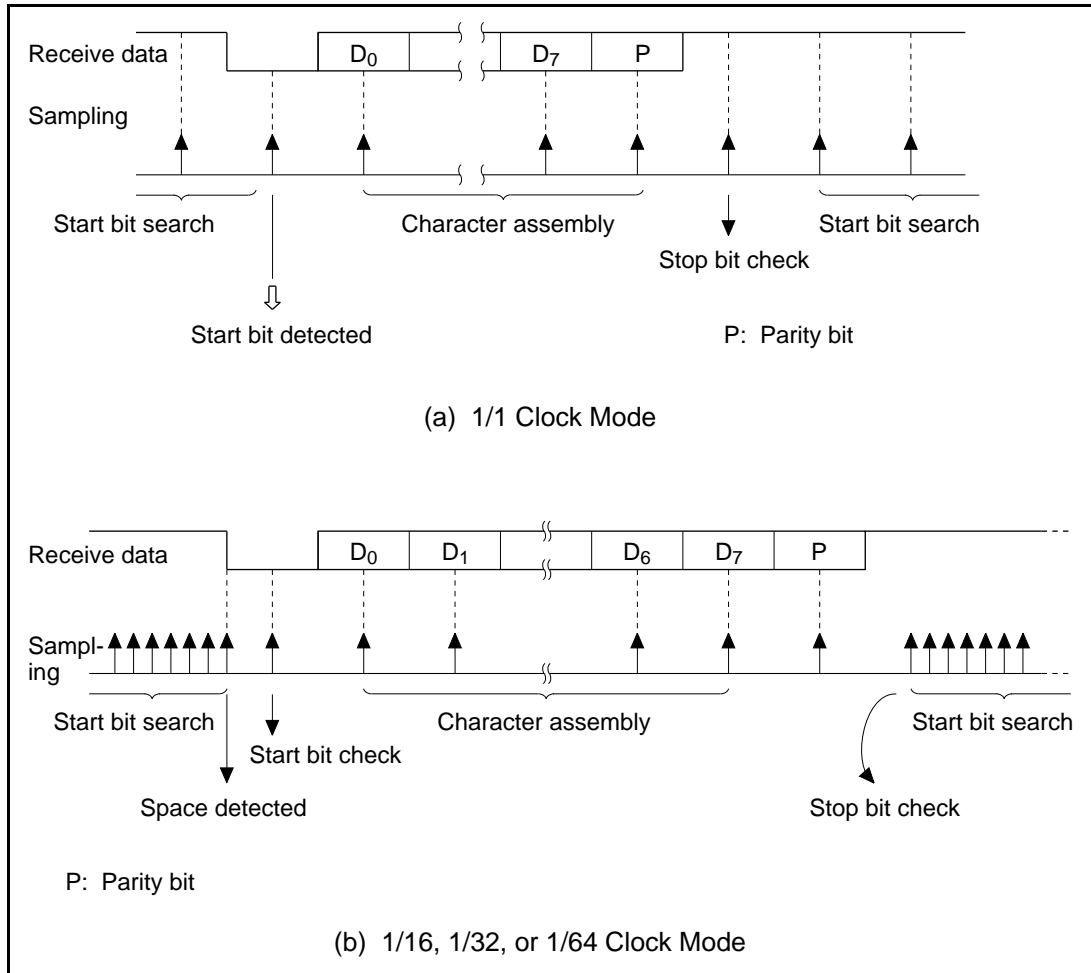 Receive data
D0 D7 P
Sampling
Start bit search Character assembly Start bit search
Stop bit check
Start bit detected
P: Parity bit
(a) 1/1 Clock Mode
Receive data
D0 D1 D6 D7 P
Sampl-
ing
Start bit search Character assembly Start bit search
Start bit check
Space detected
Stop bit check
P: Parity bit
(b) 1/16, 1/32, or 1/64 Clock Mode